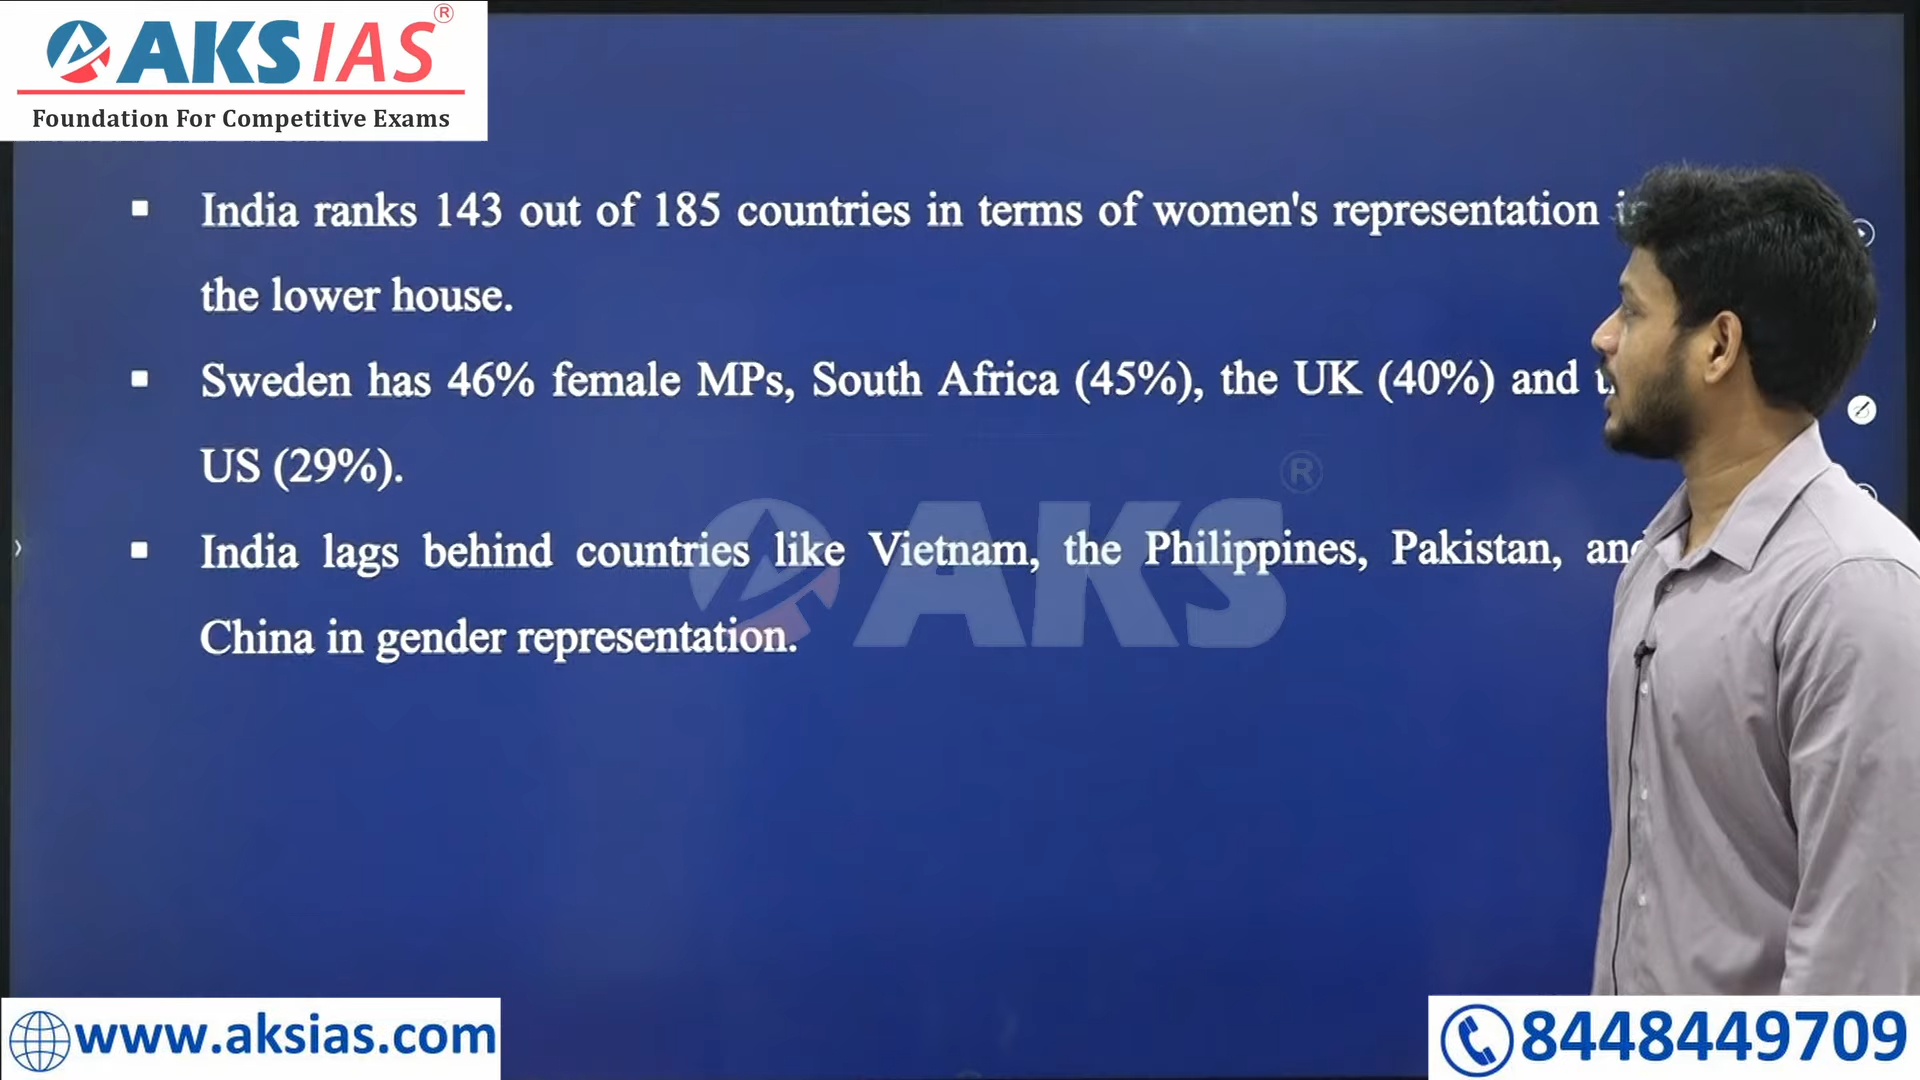 AKS IAS ®
Foundation For Competitive Exams
▪ India ranks 143 out of 185 countries in terms of women's representation
the lower house.
▪ Sweden has 46% female MPs, South Africa (45%), the UK (40%) and
US (29%).
▪ India lags behind countries like Vietnam, the Philippines, Pakistan, and
China in gender representation.
AKS ®
www.aksias.com
8448449709